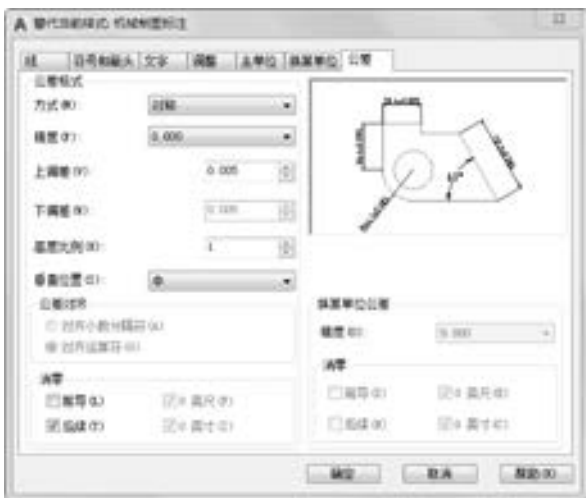 替代当前样式: 机械制图标注
线 符号和箭头 文字 调整 主单位 换算单位 公差
公差格式
方式(M): 对称
精度(P): 0.000
上偏差(V): 0.005
下偏差(W): 0.005
高度比例(H): 1
垂直位置(S): 中
公差对齐
对齐小数分隔符(A)
对齐运算符(G)
消零
前导(L) 0 英尺(F)
后续(T) 0 英寸(I)
换算单位公差
精度(O): 0.000
消零
前导(D) 0 英尺(E)
后续(N) 0 英寸(C)
确定 取消 帮助(H)